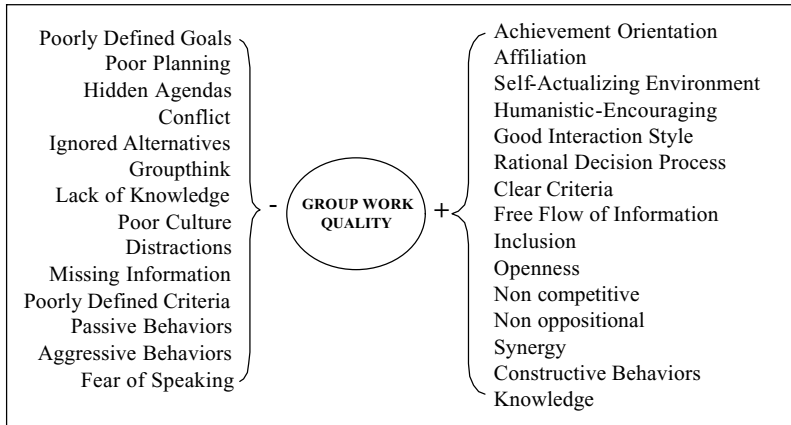 Poorly Defined Goals
Poor Planning
Hidden Agendas
Conflict
Ignored Alternatives
Groupthink
Lack of Knowledge
Poor Culture
Distractions
Missing Information
Poorly Defined Criteria
Passive Behaviors
Aggressive Behaviors
Fear of Speaking
-
GROUP WORK
QUALITY
+
Achievement Orientation
Affiliation
Self-Actualizing Environment
Humanistic-Encouraging
Good Interaction Style
Rational Decision Process
Clear Criteria
Free Flow of Information
Inclusion
Openness
Non competitive
Non oppositional
Synergy
Constructive Behaviors
Knowledge